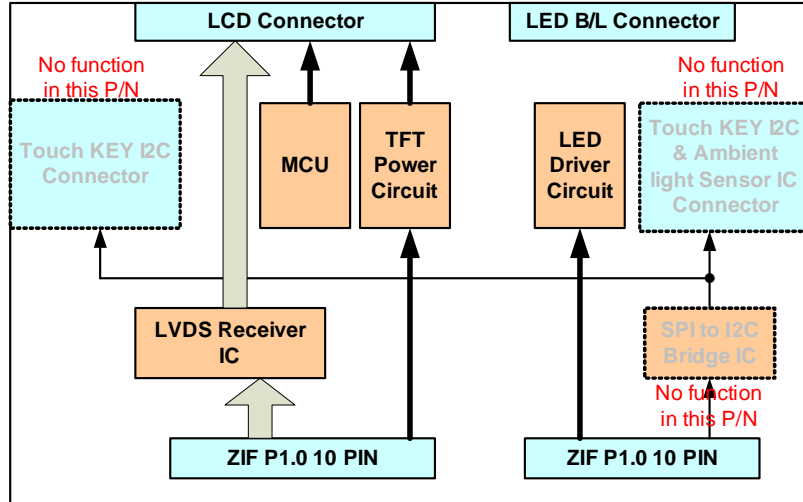 LCD Connector
LED B/L Connector
No function
in this P/N
No function
in this P/N
Touch KEY I2C
Connector
MCU
TFT
Power
Circuit
LED
Driver
Circuit
Touch KEY I2C
& Ambient
light Sensor IC
Connector
LVDS Receiver
IC
SPI to I2C
Bridge IC
No function
in this P/N
ZIF P1.0 10 PIN
ZIF P1.0 10 PIN